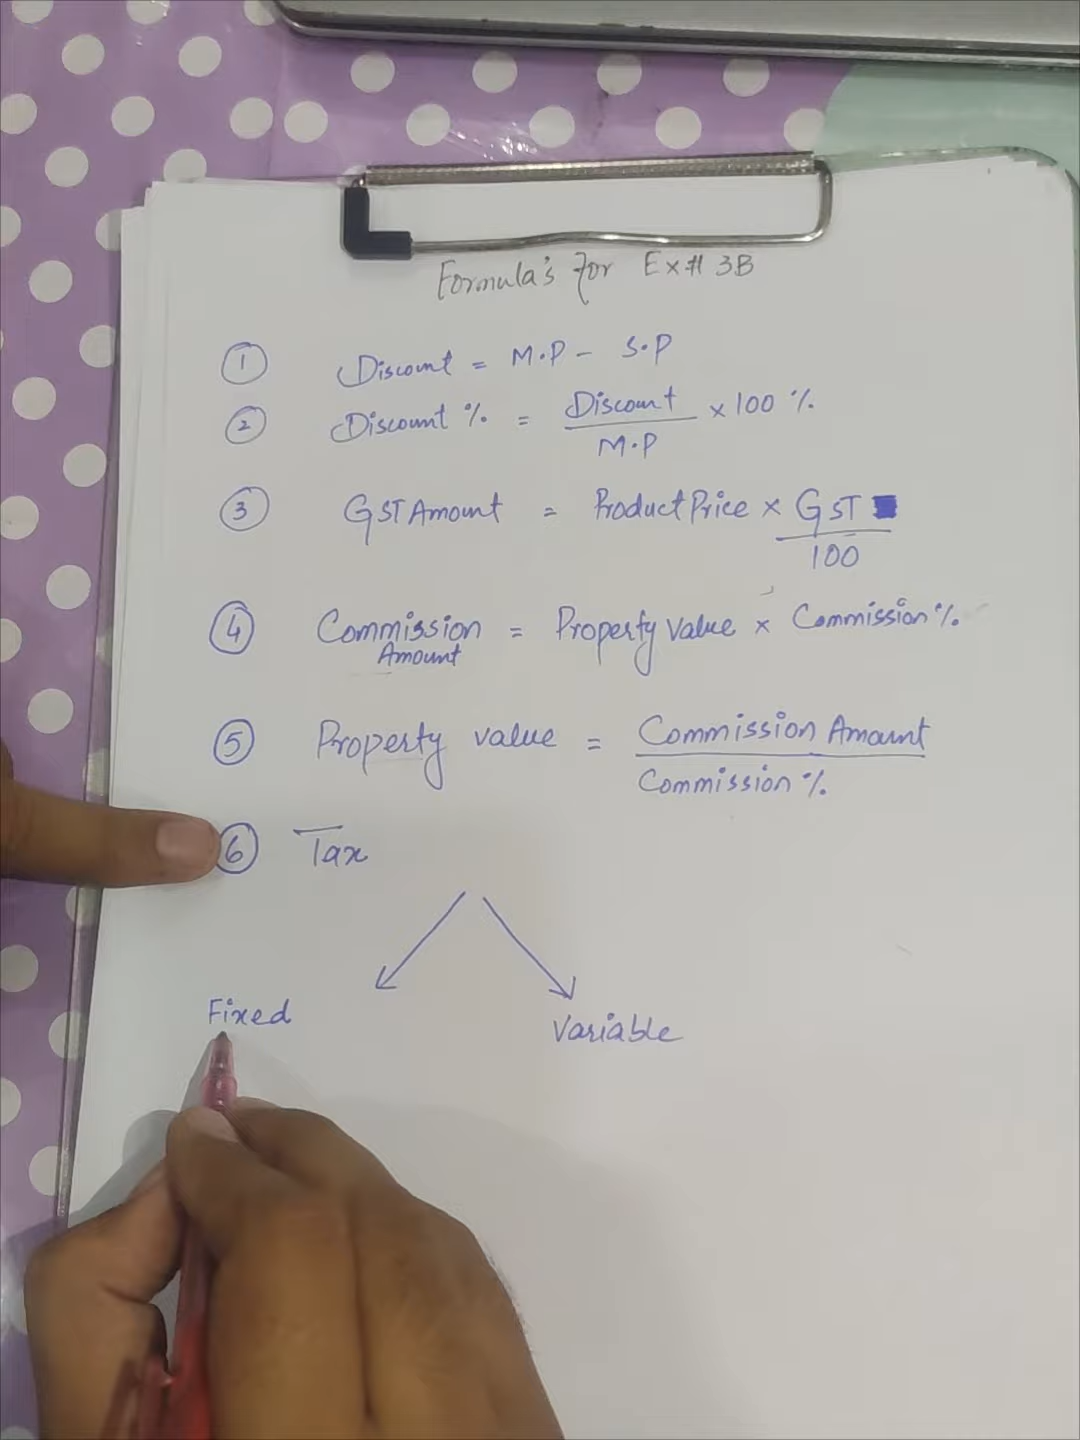 Formula's for Ex# 3B
1 Discount = M.P - S.P
2 Discount % = Discount / M.P × 100 %
3 GST Amount = Product Price × GST / 100
4 Commission Amount = Property value × Commission %
5 Property value = Commission Amount / Commission %
6 Tax
Fixed Variable